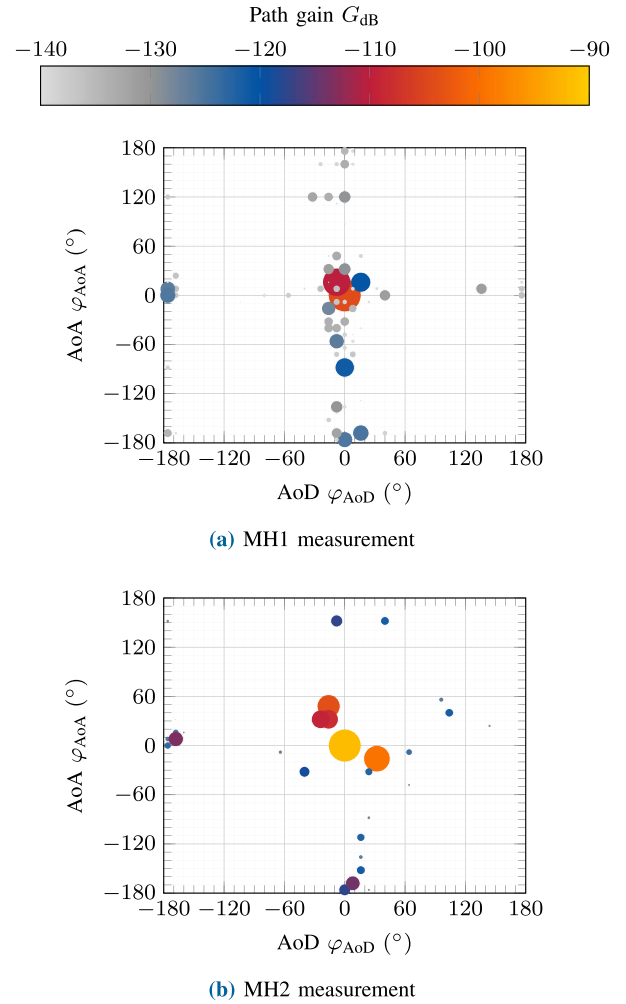 Path gain G_dB
−140 −130 −120 −110 −100 −90
180
120
60
0
−60
−120
−180
AoA φ_AoA (°)
−180 −120 −60 0 60 120 180
AoD φ_AoD (°)
(a) MH1 measurement
180
120
60
0
−60
−120
−180
AoA φ_AoA (°)
−180 −120 −60 0 60 120 180
AoD φ_AoD (°)
(b) MH2 measurement